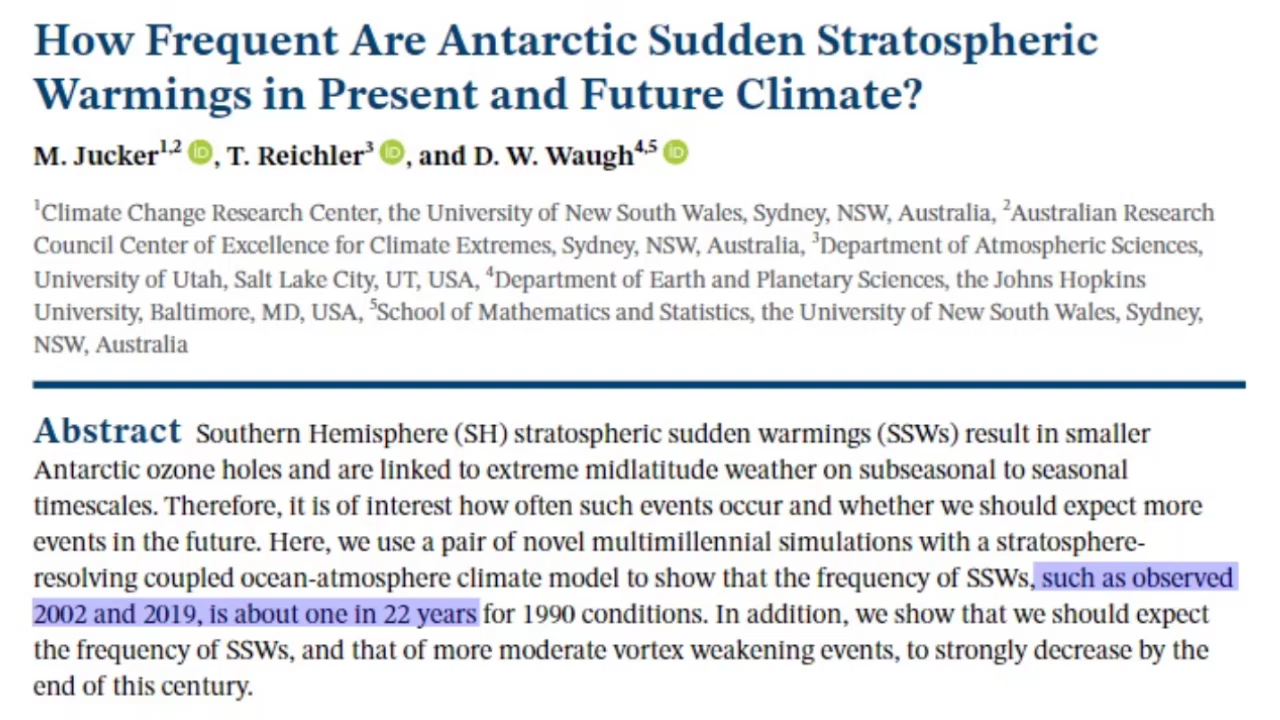 How Frequent Are Antarctic Sudden Stratospheric
Warmings in Present and Future Climate?
M. Jucker1,2 iD, T. Reichler3 iD, and D. W. Waugh4,5 iD
1Climate Change Research Center, the University of New South Wales, Sydney, NSW, Australia, 2Australian Research
Council Center of Excellence for Climate Extremes, Sydney, NSW, Australia, 3Department of Atmospheric Sciences,
University of Utah, Salt Lake City, UT, USA, 4Department of Earth and Planetary Sciences, the Johns Hopkins
University, Baltimore, MD, USA, 5School of Mathematics and Statistics, the University of New South Wales, Sydney,
NSW, Australia
Abstract Southern Hemisphere (SH) stratospheric sudden warmings (SSWs) result in smaller
Antarctic ozone holes and are linked to extreme midlatitude weather on subseasonal to seasonal
timescales. Therefore, it is of interest how often such events occur and whether we should expect more
events in the future. Here, we use a pair of novel multimillennial simulations with a stratosphere-
resolving coupled ocean-atmosphere climate model to show that the frequency of SSWs, such as observed
2002 and 2019, is about one in 22 years for 1990 conditions. In addition, we show that we should expect
the frequency of SSWs, and that of more moderate vortex weakening events, to strongly decrease by the
end of this century.